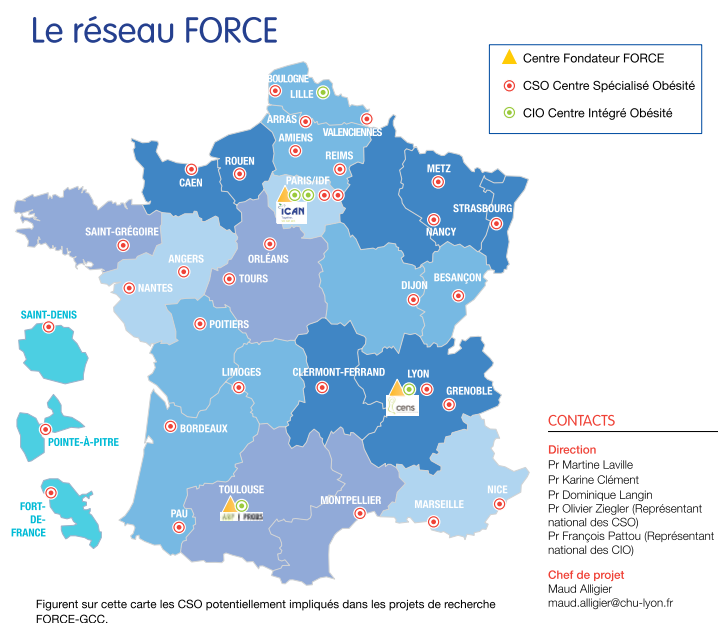 Le réseau FORCE
Centre Fondateur FORCE
CSO Centre Spécialisé Obésité
CIO Centre Intégré Obésité
BOULOGNE
LILLE
ARRAS
VALENCIENNES
AMIENS
ROUEN
REIMS
CAEN
PARIS/IDF
METZ
iCAN
STRASBOURG
NANCY
SAINT-GRÉGOIRE
ANGERS
ORLÉANS
NANTES
TOURS
DIJON
BESANÇON
SAINT-DENIS
POITIERS
LIMOGES
CLERMONT-FERRAND
LYON
GRENOBLE
cens
POINTE-À-PITRE
BORDEAUX
FORT-
DE-
FRANCE
PAU
TOULOUSE
MONTPELLIER
MARSEILLE
NICE
CONTACTS
Direction
Pr Martine Laville
Pr Karine Clément
Pr Dominique Langin
Pr Olivier Ziegler (Représentant
national des CSO)
Pr François Pattou (Représentant
national des CIO)
Chef de projet
Maud Alligier
maud.alligier@chu-lyon.fr
Figurent sur cette carte les CSO potentiellement impliqués dans les projets de recherche
FORCE-GCC.